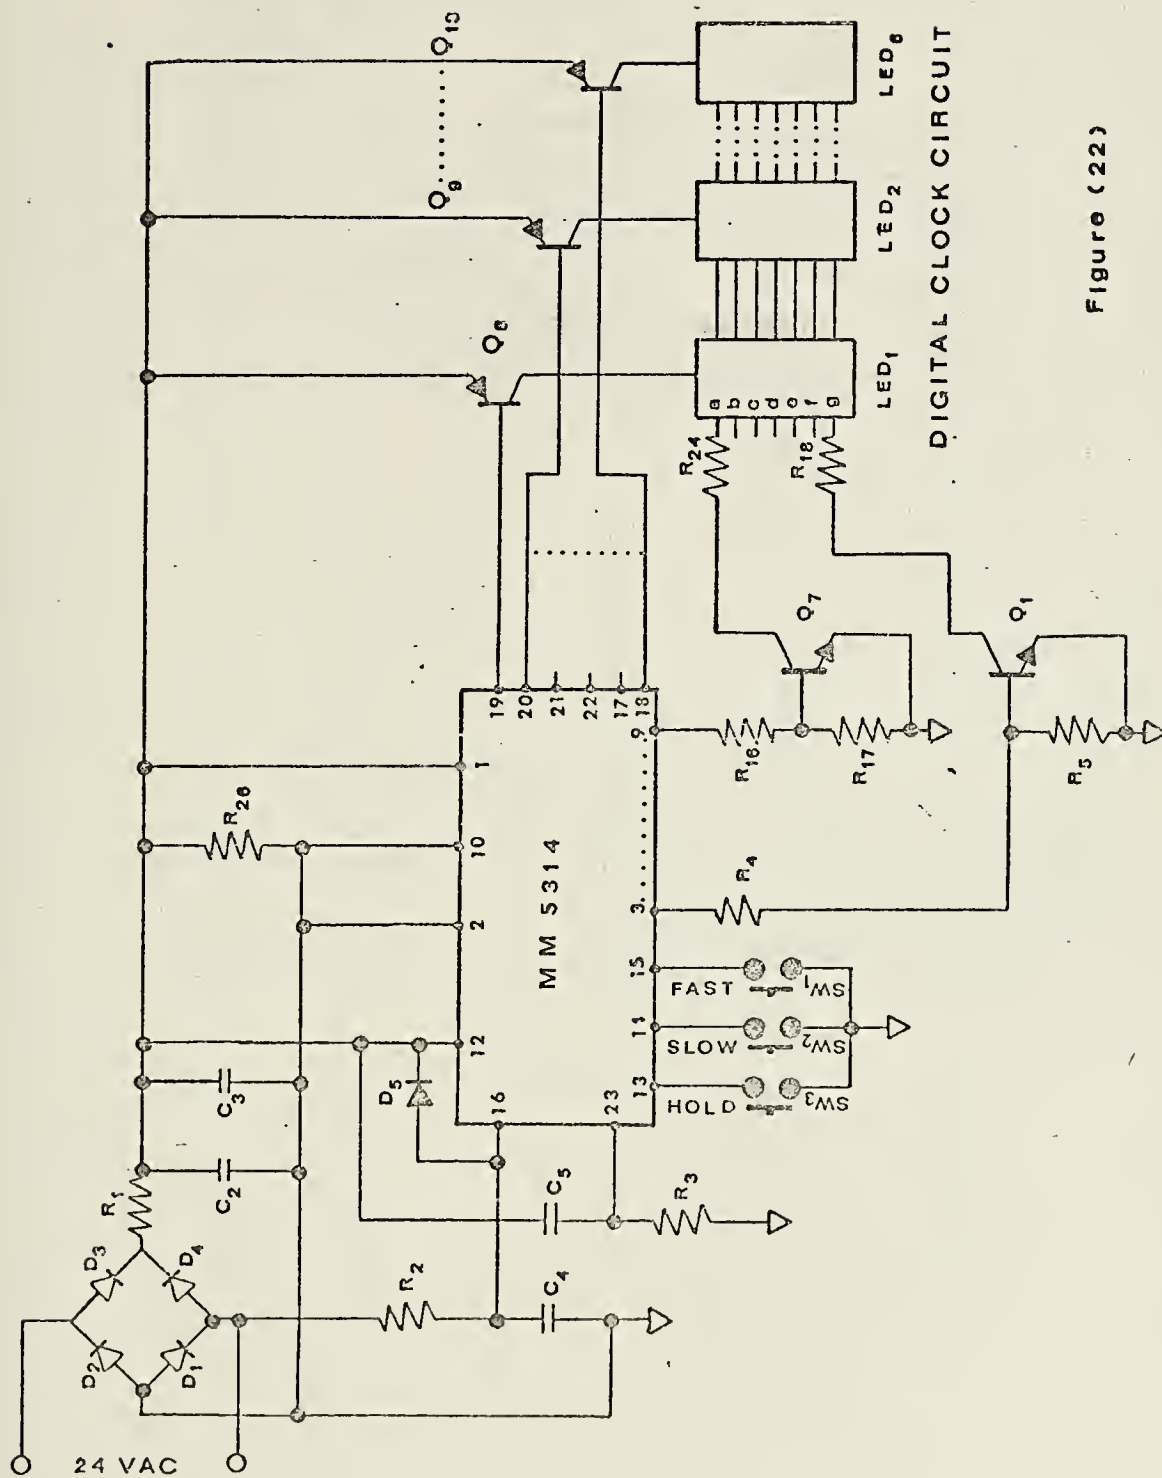 24 VAC
D2
D3
D1
D4
R1
C2
C3
R26
Q8
Q9.......Q13
R2
C4
C5
R3
D5
12
2
10
1
16
23
MM 5314
19
20
21
22
17
18
13
11
15
3
9
HOLD
SLOW
FAST
SW3
SW2
SW1
R4
R16
R17
R5
Q7
Q1
R24
R18
a
b
c
d
e
f
g
LED1
LED2
LED6
DIGITAL CLOCK CIRCUIT
Figure (22)